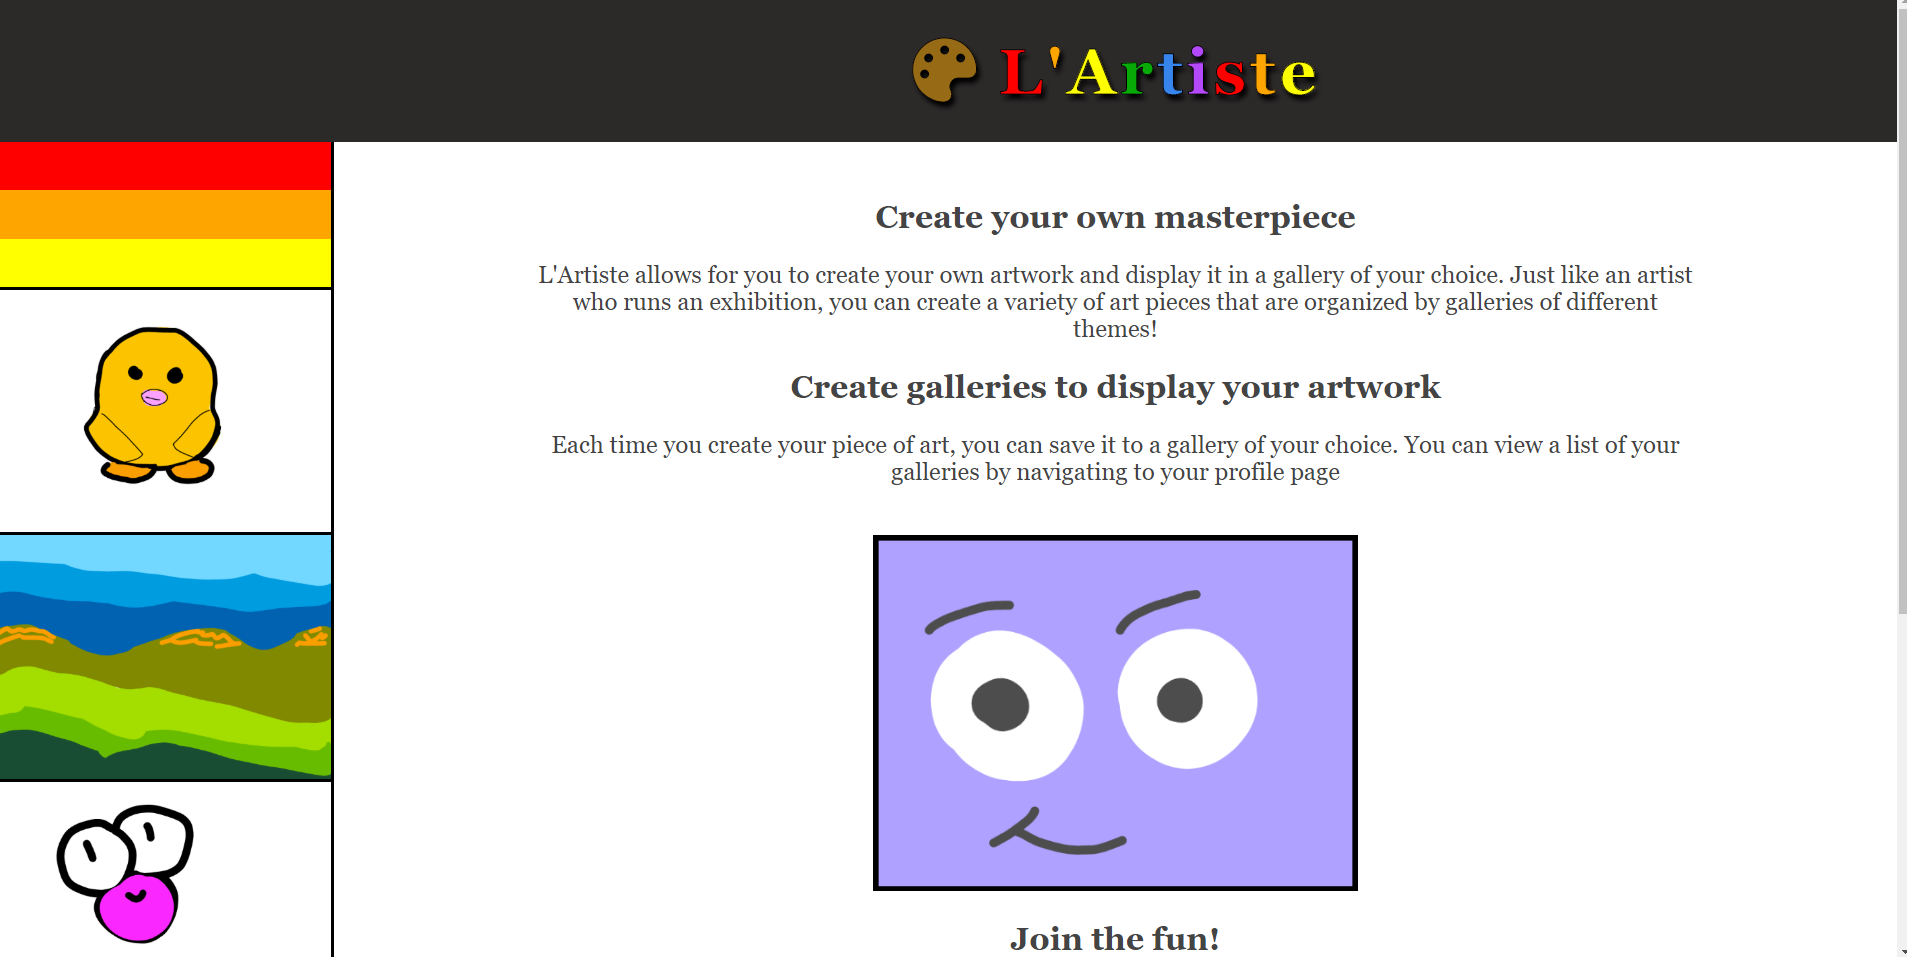 L'Artiste
Create your own masterpiece
L'Artiste allows for you to create your own artwork and display it in a gallery of your choice. Just like an artist
who runs an exhibition, you can create a variety of art pieces that are organized by galleries of different
themes!
Create galleries to display your artwork
Each time you create your piece of art, you can save it to a gallery of your choice. You can view a list of your
galleries by navigating to your profile page
Join the fun!